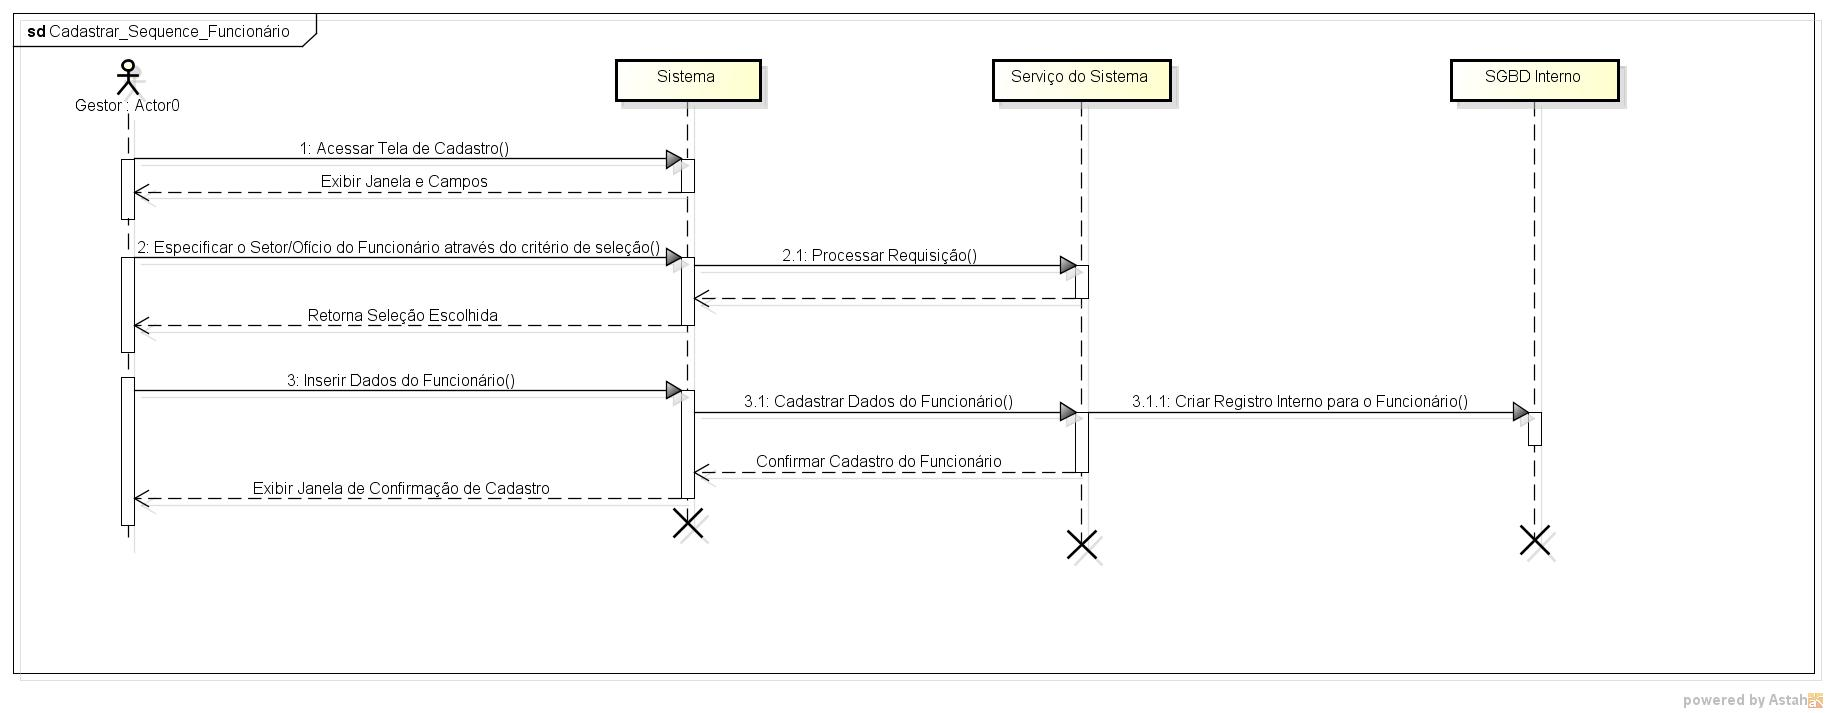 sd Cadastrar_Sequence_Funcionário
Gestor : Actor0
Sistema
Serviço do Sistema
SGBD Interno
1: Acessar Tela de Cadastro()
Exibir Janela e Campos
2: Especificar o Setor/Ofício do Funcionário através do critério de seleção()
2.1: Processar Requisição()
Retorna Seleção Escolhida
3: Inserir Dados do Funcionário()
3.1: Cadastrar Dados do Funcionário()
3.1.1: Criar Registro Interno para o Funcionário()
Confirmar Cadastro do Funcionário
Exibir Janela de Confirmação de Cadastro
powered by Astah